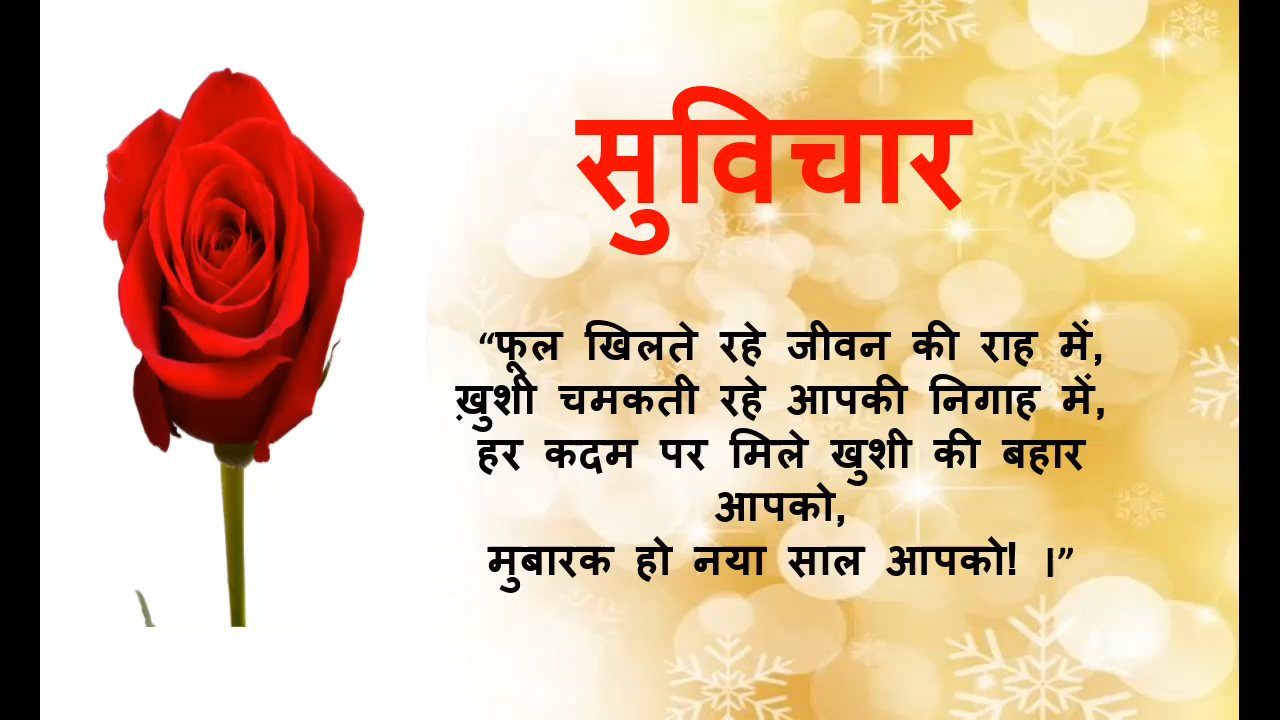 सुविचार
“फूल खिलते रहे जीवन की राह में,
ख़ुशी चमकती रहे आपकी निगाह में,
हर कदम पर मिले खुशी की बहार
आपको,
मुबारक हो नया साल आपको! ।”